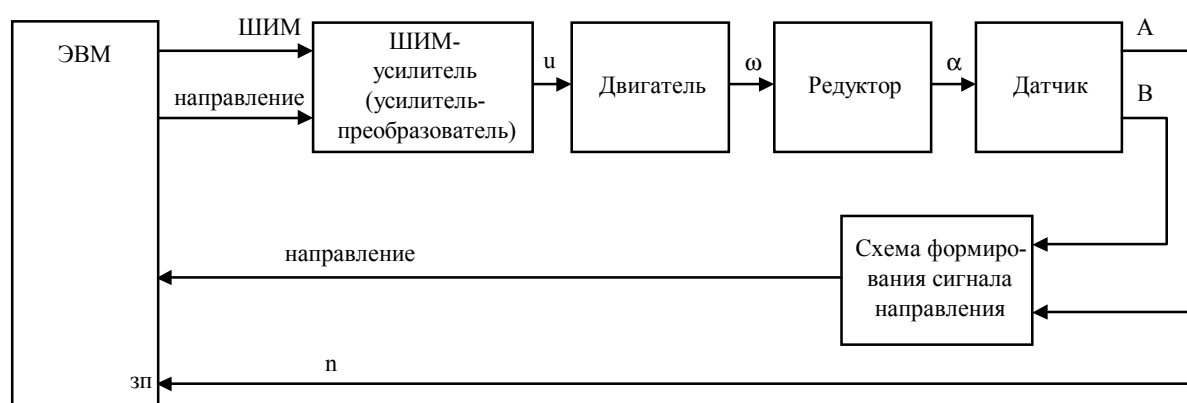 ЭВМ
ШИМ
направление
ШИМ-
усилитель
(усилитель-
преобразователь)
u
Двигатель
ω
Редуктор
α
Датчик
A
B
направление
Схема формиро-
вания сигнала
направления
n
зп